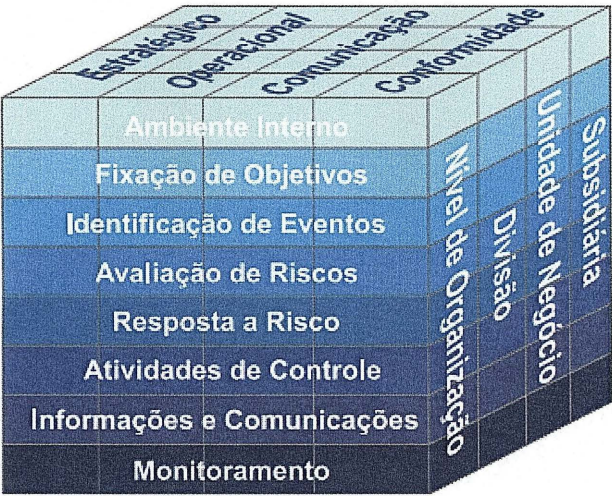 Estratégico
Operacional
Comunicação
Conformidade
Ambiente Interno
Fixação de Objetivos
Identificação de Eventos
Avaliação de Riscos
Resposta a Risco
Atividades de Controle
Informações e Comunicações
Monitoramento
Nível de Organização
Divisão
Unidade de Negócio
Subsidiária